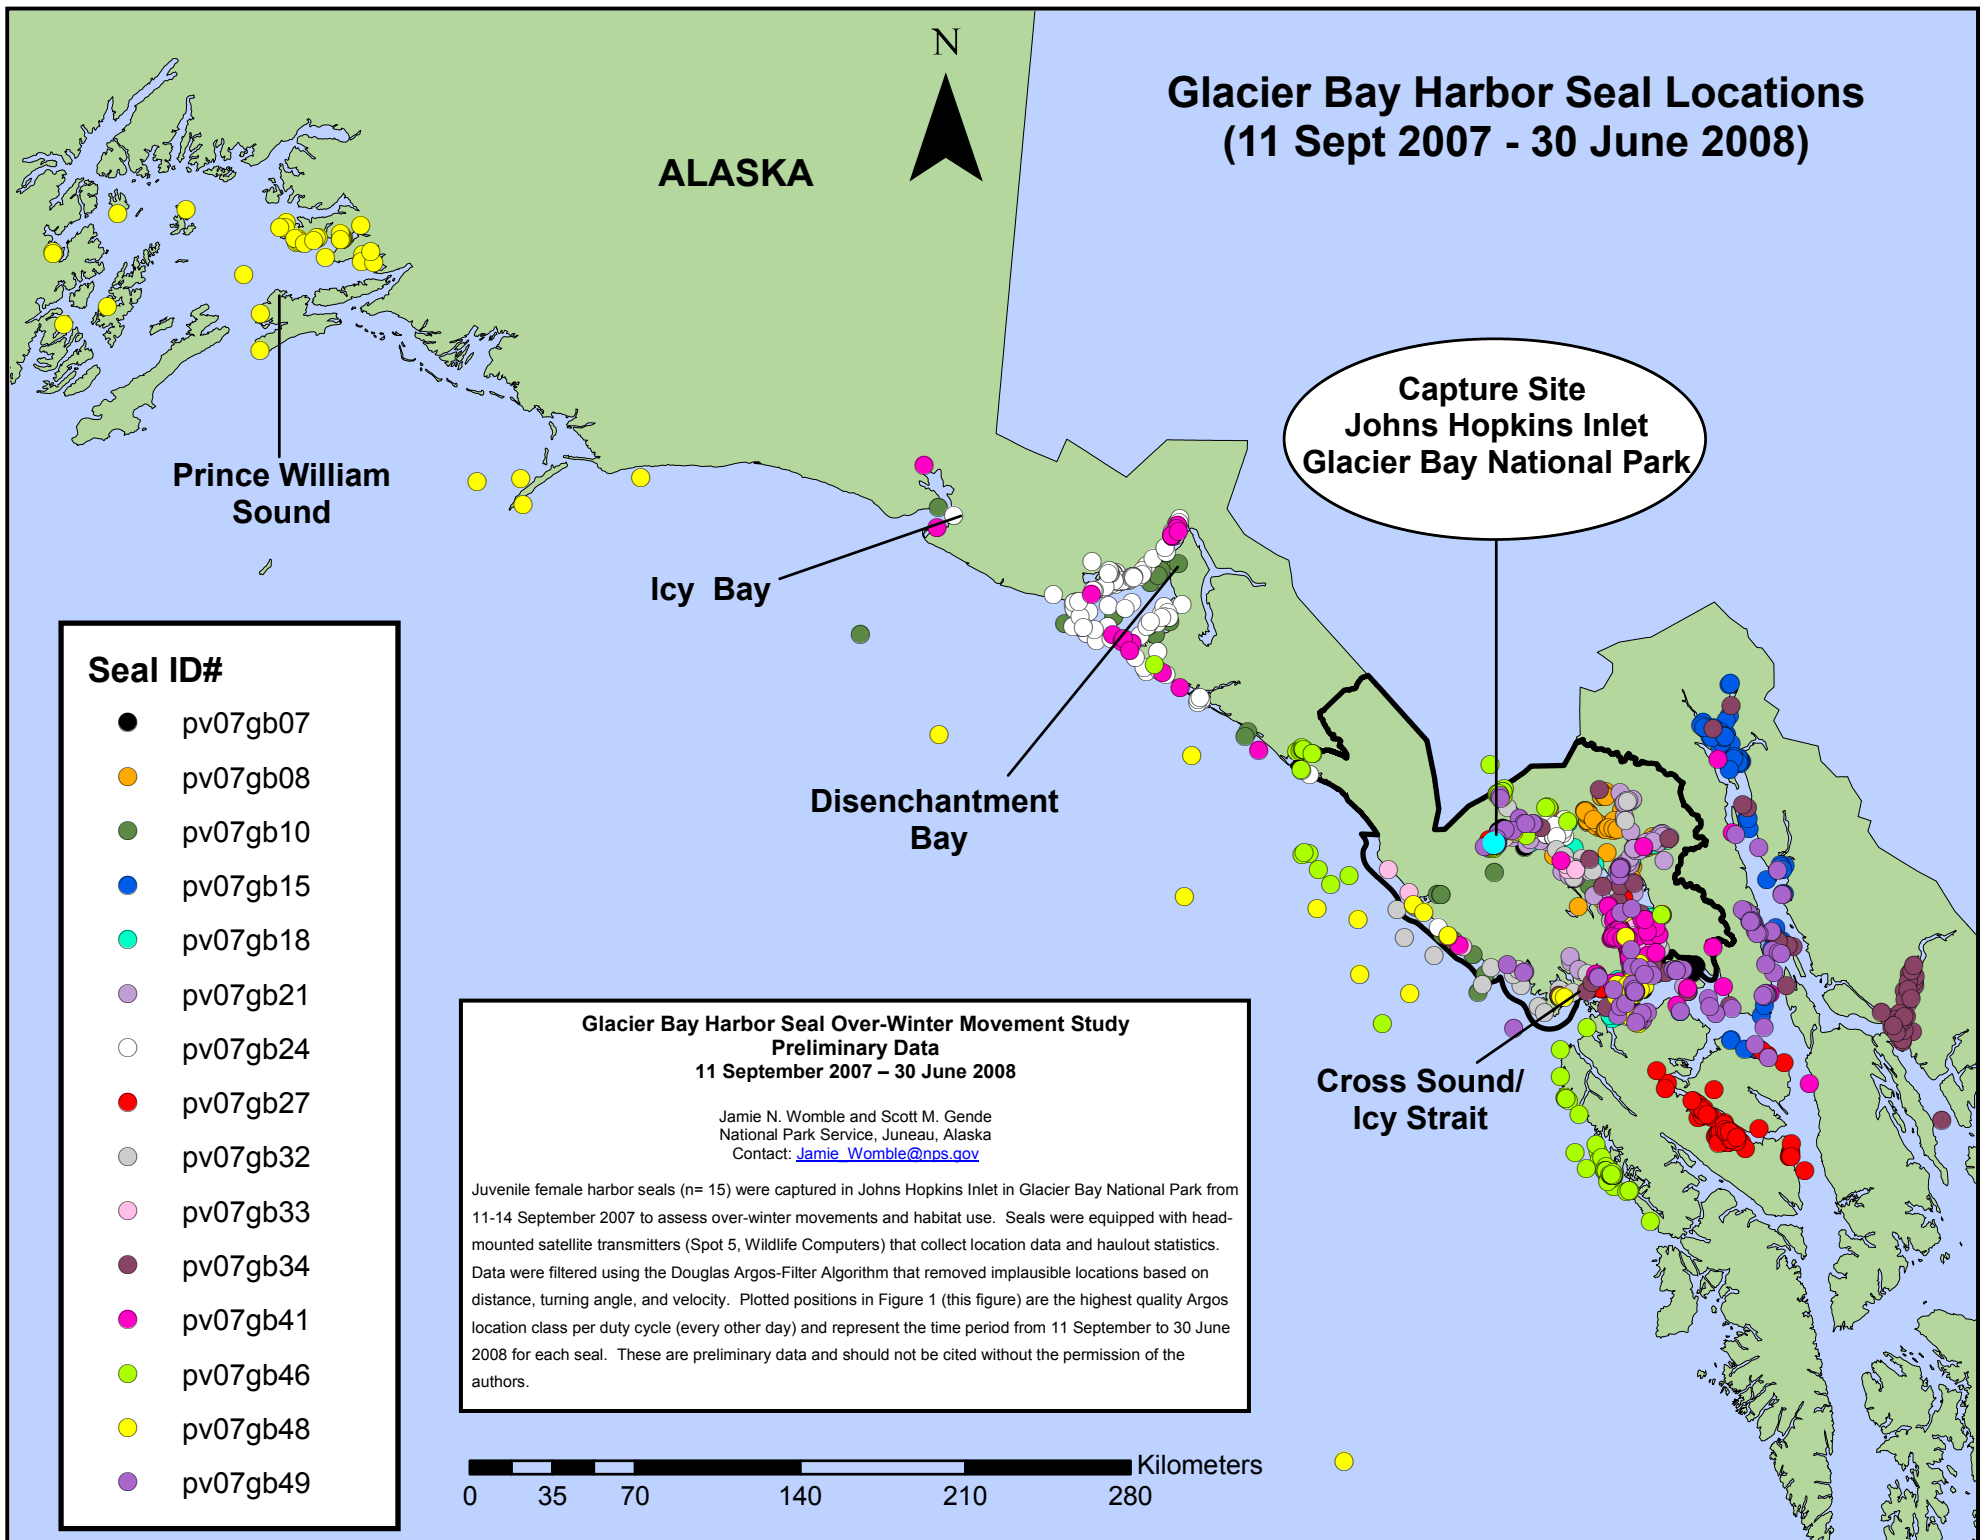 Glacier Bay Harbor Seal Locations
(11 Sept 2007 - 30 June 2008)
N
ALASKA
Capture Site
Johns Hopkins Inlet
Glacier Bay National Park
Prince William
Sound
Icy Bay
Disenchantment
Bay
Cross Sound/
Icy Strait
Seal ID#
pv07gb07
pv07gb08
pv07gb10
pv07gb15
pv07gb18
pv07gb21
pv07gb24
pv07gb27
pv07gb32
pv07gb33
pv07gb34
pv07gb41
pv07gb46
pv07gb48
pv07gb49
Glacier Bay Harbor Seal Over-Winter Movement Study
Preliminary Data
11 September 2007 – 30 June 2008
Jamie N. Womble and Scott M. Gende
National Park Service, Juneau, Alaska
Contact: Jamie_Womble@nps.gov
Juvenile female harbor seals (n= 15) were captured in Johns Hopkins Inlet in Glacier Bay National Park from
11-14 September 2007 to assess over-winter movements and habitat use. Seals were equipped with head-
mounted satellite transmitters (Spot 5, Wildlife Computers) that collect location data and haulout statistics.
Data were filtered using the Douglas Argos-Filter Algorithm that removed implausible locations based on
distance, turning angle, and velocity. Plotted positions in Figure 1 (this figure) are the highest quality Argos
location class per duty cycle (every other day) and represent the time period from 11 September to 30 June
2008 for each seal. These are preliminary data and should not be cited without the permission of the
authors.
Kilometers
0 35 70 140 210 280